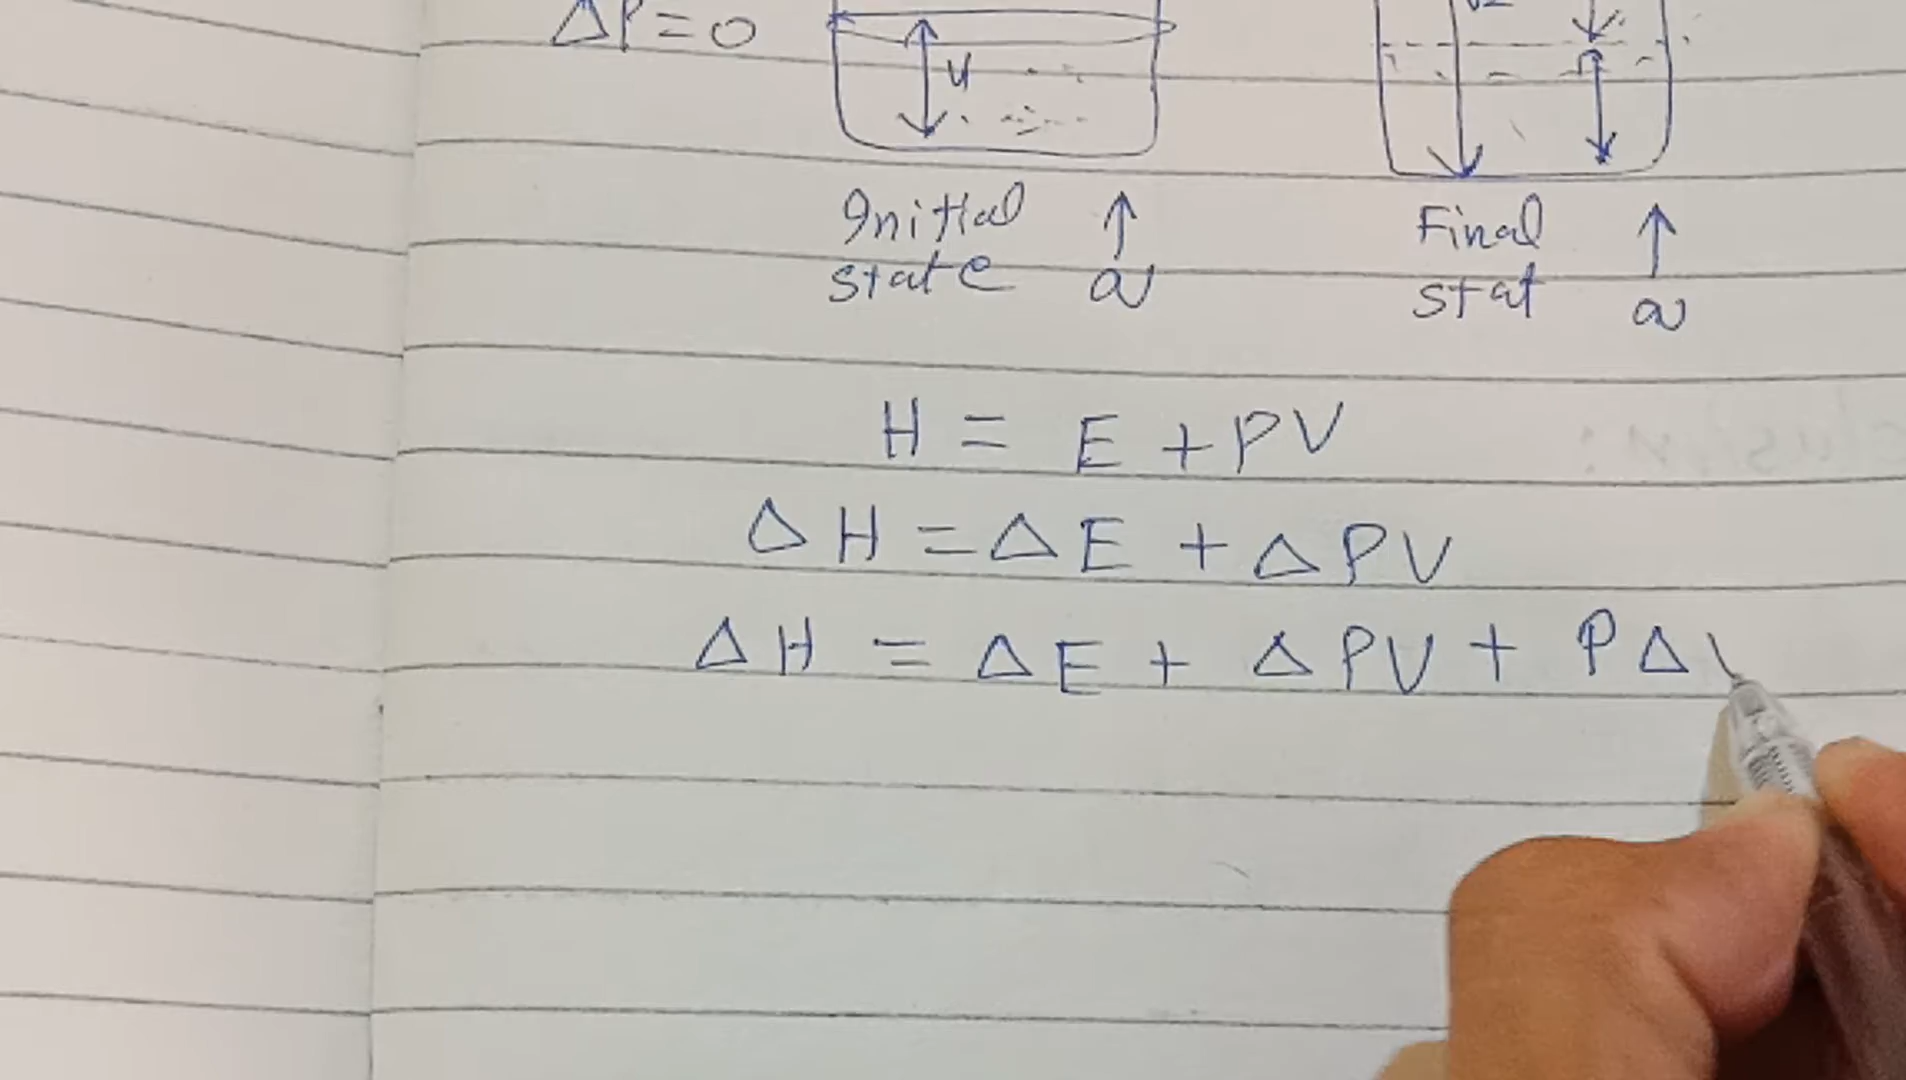 ΔP=0
Initial
state
Final
stat
H = E + PV
ΔH = ΔE + ΔPV
ΔH = ΔE + ΔPV + PΔ